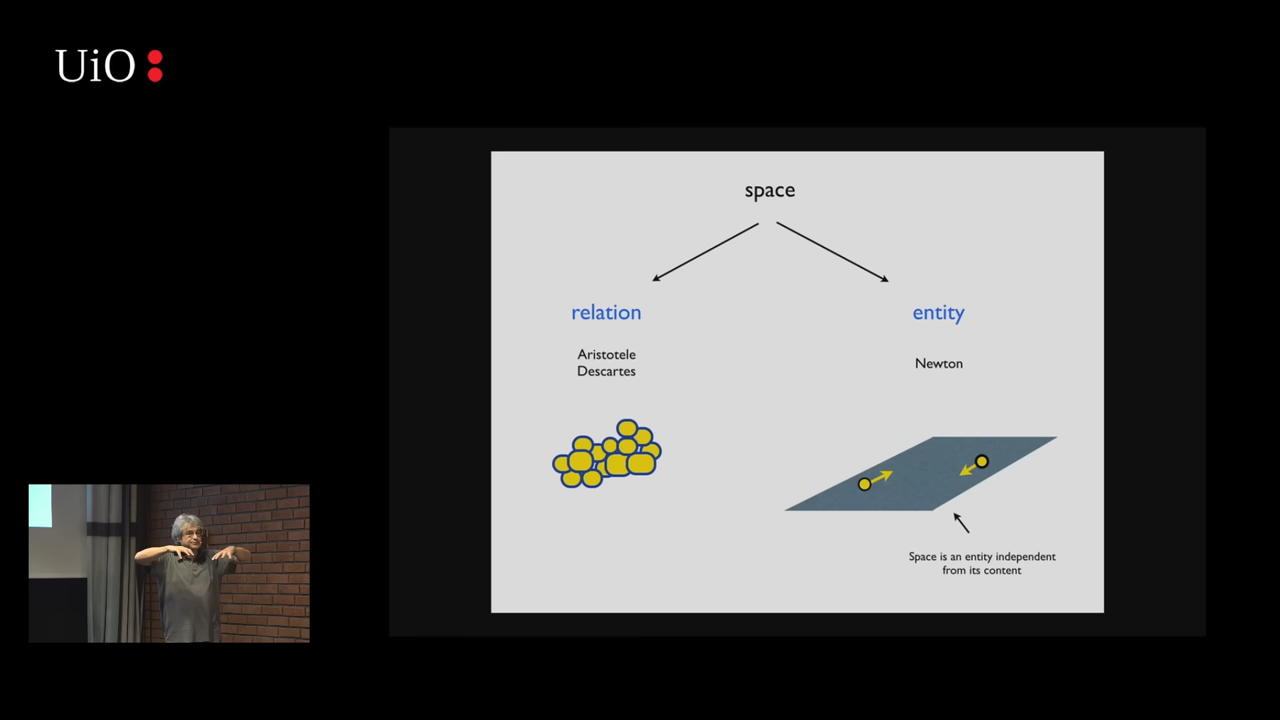 UiO
space
relation
entity
Aristotele
Descartes
Newton
Space is an entity independent
from its content